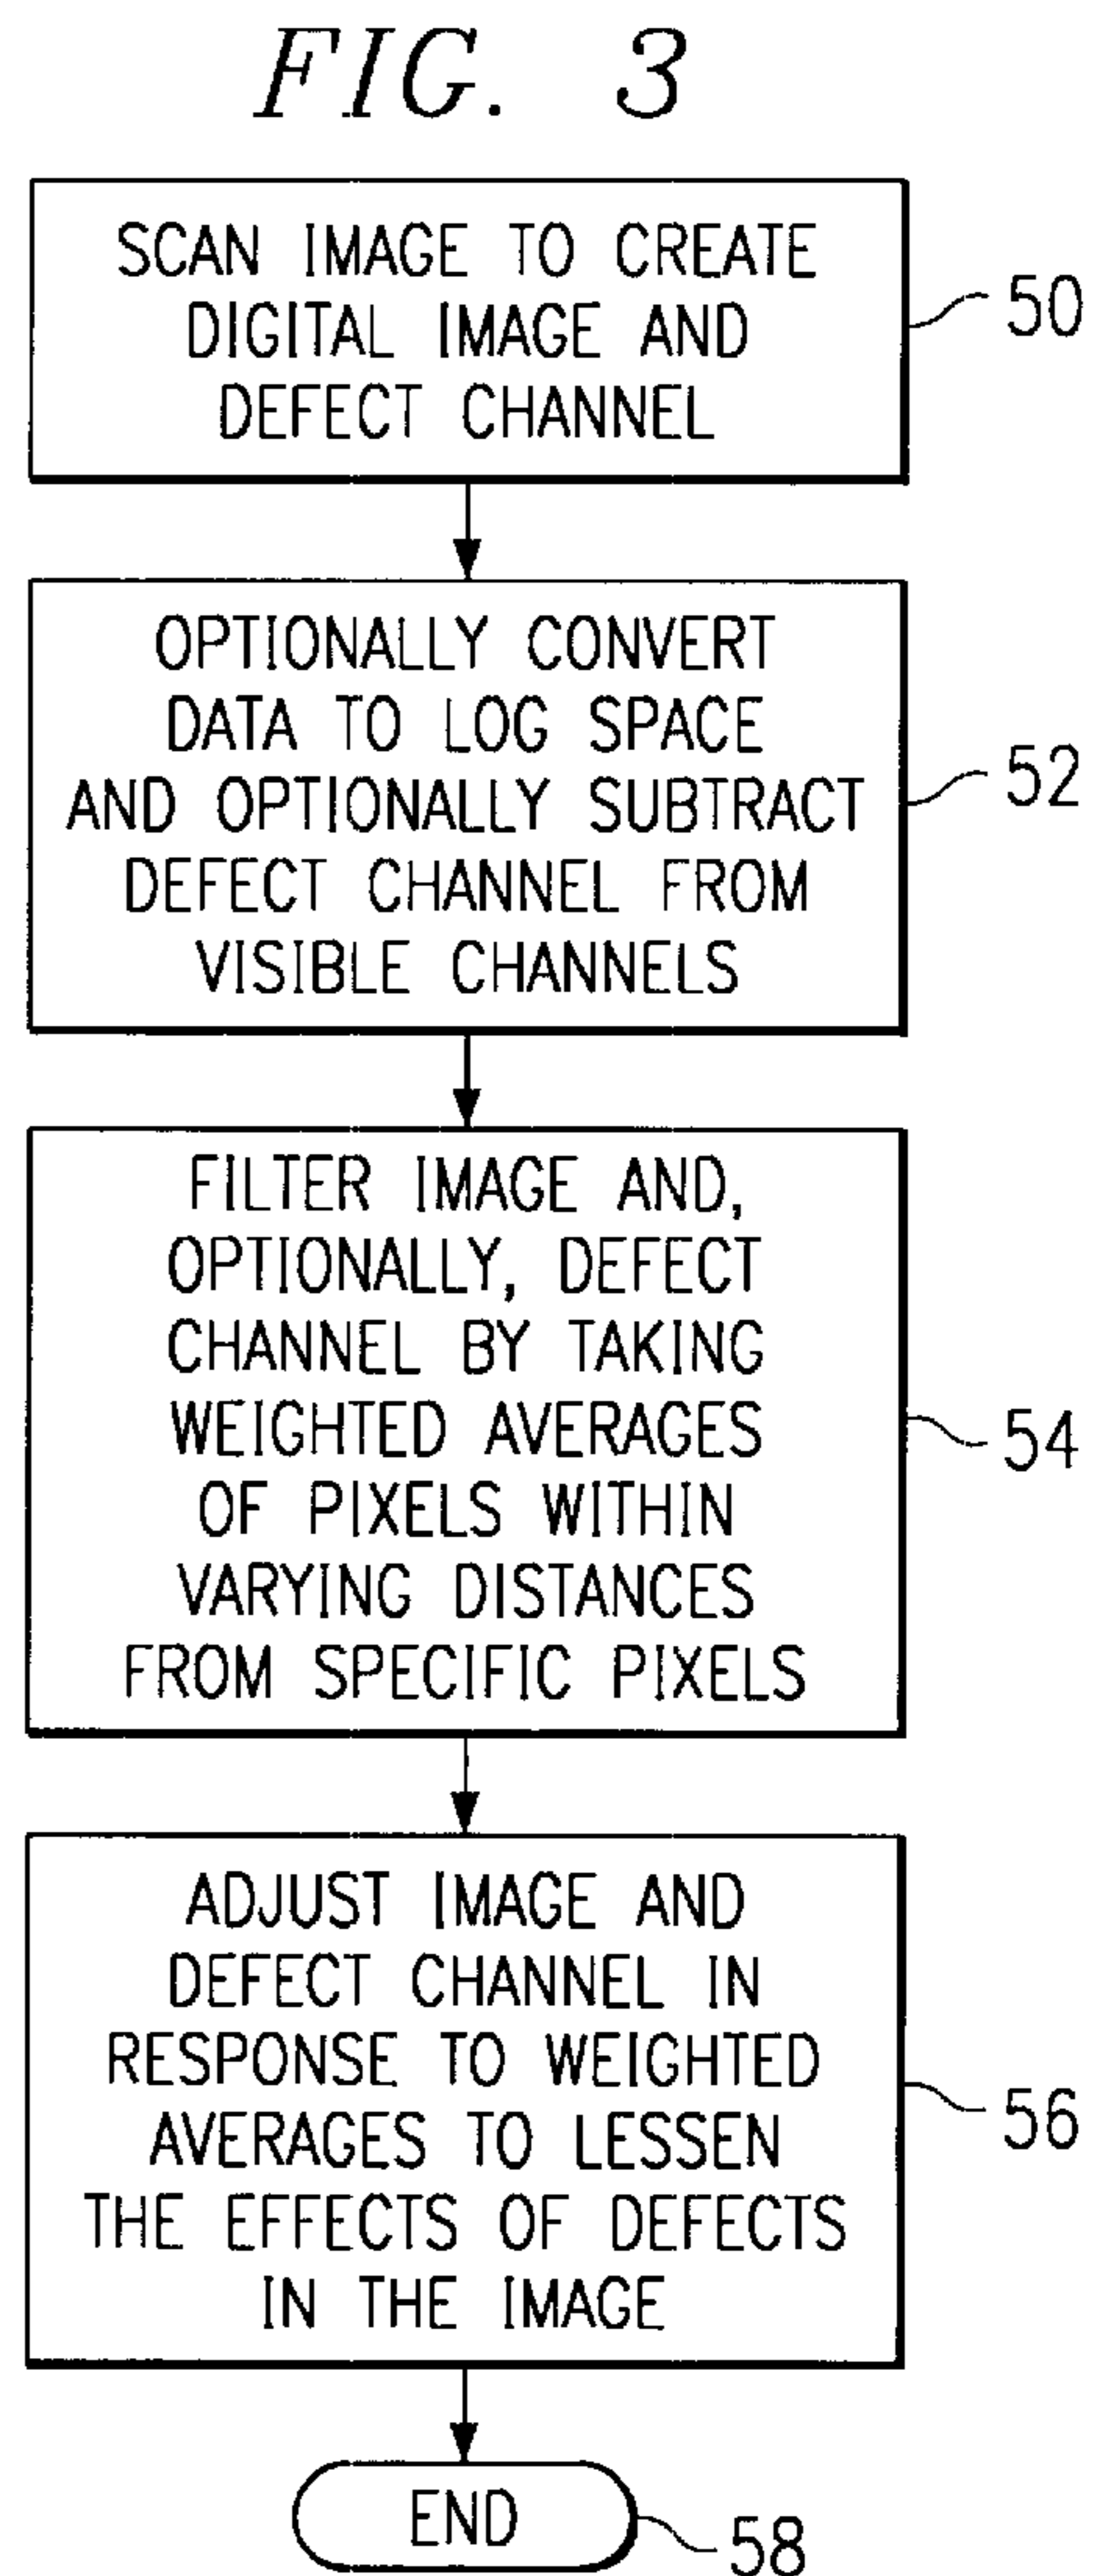 FIG. 3
SCAN IMAGE TO CREATE
DIGITAL IMAGE AND
DEFECT CHANNEL
50
OPTIONALLY CONVERT
DATA TO LOG SPACE
AND OPTIONALLY SUBTRACT
DEFECT CHANNEL FROM
VISIBLE CHANNELS
52
FILTER IMAGE AND,
OPTIONALLY, DEFECT
CHANNEL BY TAKING
WEIGHTED AVERAGES
OF PIXELS WITHIN
VARYING DISTANCES
FROM SPECIFIC PIXELS
54
ADJUST IMAGE AND
DEFECT CHANNEL IN
RESPONSE TO WEIGHTED
AVERAGES TO LESSEN
THE EFFECTS OF DEFECTS
IN THE IMAGE
56
END
58